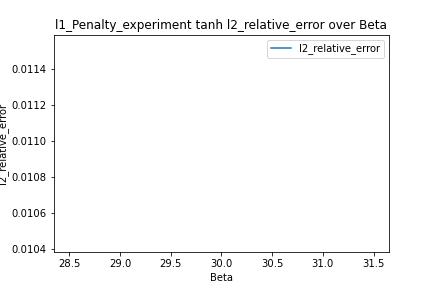 l1_Penalty_experiment tanh l2_relative_error over Beta
l2_relative_error
l2_relative_error
0.0114
0.0112
0.0110
0.0108
0.0106
0.0104
28.5 29.0 29.5 30.0 30.5 31.0 31.5
Beta